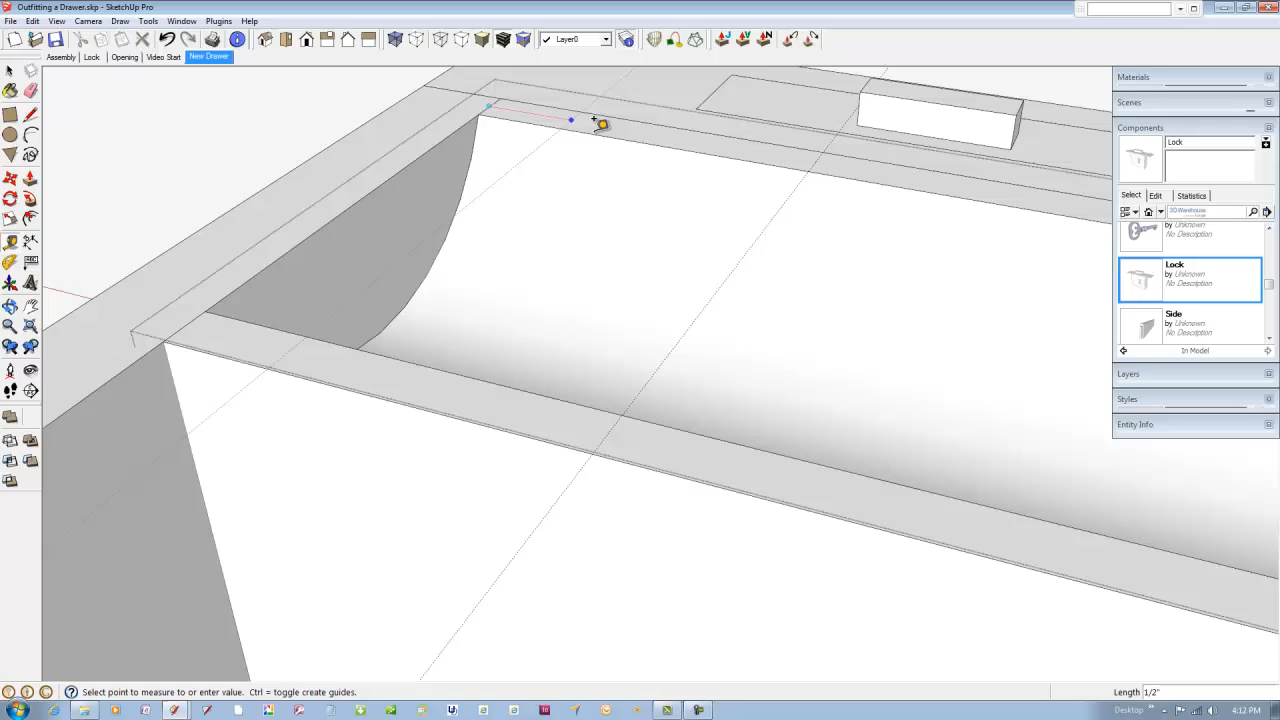 Outfitting a Drawer.skp - SketchUp Pro
File Edit View Camera Draw Tools Window Plugins Help
Layer0
Assembly Lock Opening Video Start New Drawer
Materials
Scenes
Components
Lock
Select Edit Statistics
3D Warehouse
by Unknown
No Description
Lock
by Unknown
No Description
Side
by Unknown
No Description
In Model
Layers
Styles
Entity Info
Select point to measure to or enter value. Ctrl = toggle create guides.
Length 1/2"
Desktop
4:12 PM